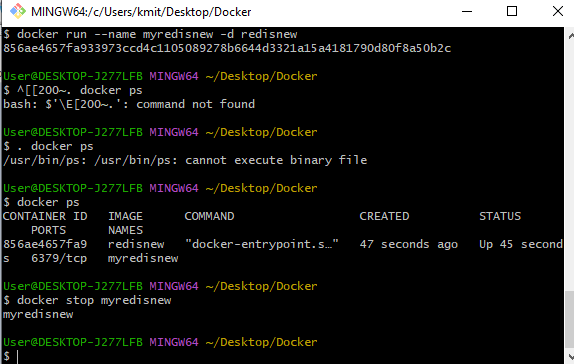 MINGW64:/c/Users/kmit/Desktop/Docker
$ docker run --name myredisnew -d redisnew
856ae4657fa933973ccd4c1105089278b6644d3321a15a4181790d80f8a50b2c
User@DESKTOP-J277LFB MINGW64 ~/Desktop/Docker
$ ^[[200~. docker ps
bash: $'\E[200~.': command not found
User@DESKTOP-J277LFB MINGW64 ~/Desktop/Docker
$ . docker ps
/usr/bin/ps: /usr/bin/ps: cannot execute binary file
User@DESKTOP-J277LFB MINGW64 ~/Desktop/Docker
$ docker ps
CONTAINER ID   IMAGE      COMMAND                  CREATED          STATUS
    PORTS      NAMES
856ae4657fa9   redisnew   "docker-entrypoint.s…"   47 seconds ago   Up 45 second
s   6379/tcp   myredisnew
User@DESKTOP-J277LFB MINGW64 ~/Desktop/Docker
$ docker stop myredisnew
myredisnew
User@DESKTOP-J277LFB MINGW64 ~/Desktop/Docker
$